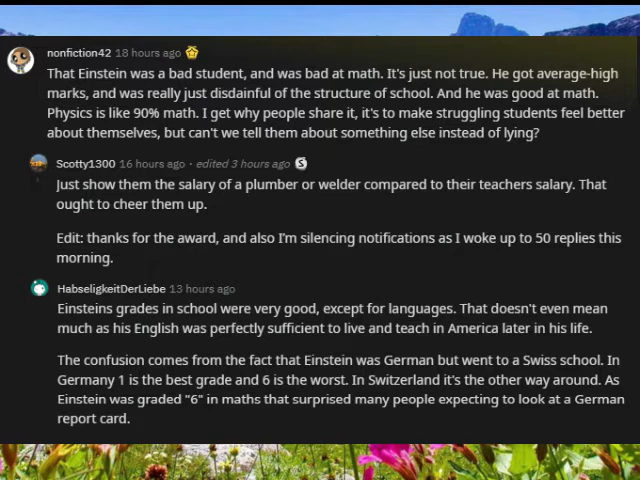 nonfiction42 18 hours ago
That Einstein was a bad student, and was bad at math. It's just not true. He got average-high
marks, and was really just disdainful of the structure of school. And he was good at math.
Physics is like 90% math. I get why people share it, it's to make struggling students feel better
about themselves, but can't we tell them about something else instead of lying?
Scotty1300 16 hours ago · edited 3 hours ago S
Just show them the salary of a plumber or welder compared to their teachers salary. That
ought to cheer them up.
Edit: thanks for the award, and also I'm silencing notifications as I woke up to 50 replies this
morning.
HabseligkeitDerLiebe 13 hours ago
Einsteins grades in school were very good, except for languages. That doesn't even mean
much as his English was perfectly sufficient to live and teach in America later in his life.
The confusion comes from the fact that Einstein was German but went to a Swiss school. In
Germany 1 is the best grade and 6 is the worst. In Switzerland it's the other way around. As
Einstein was graded "6" in maths that surprised many people expecting to look at a German
report card.